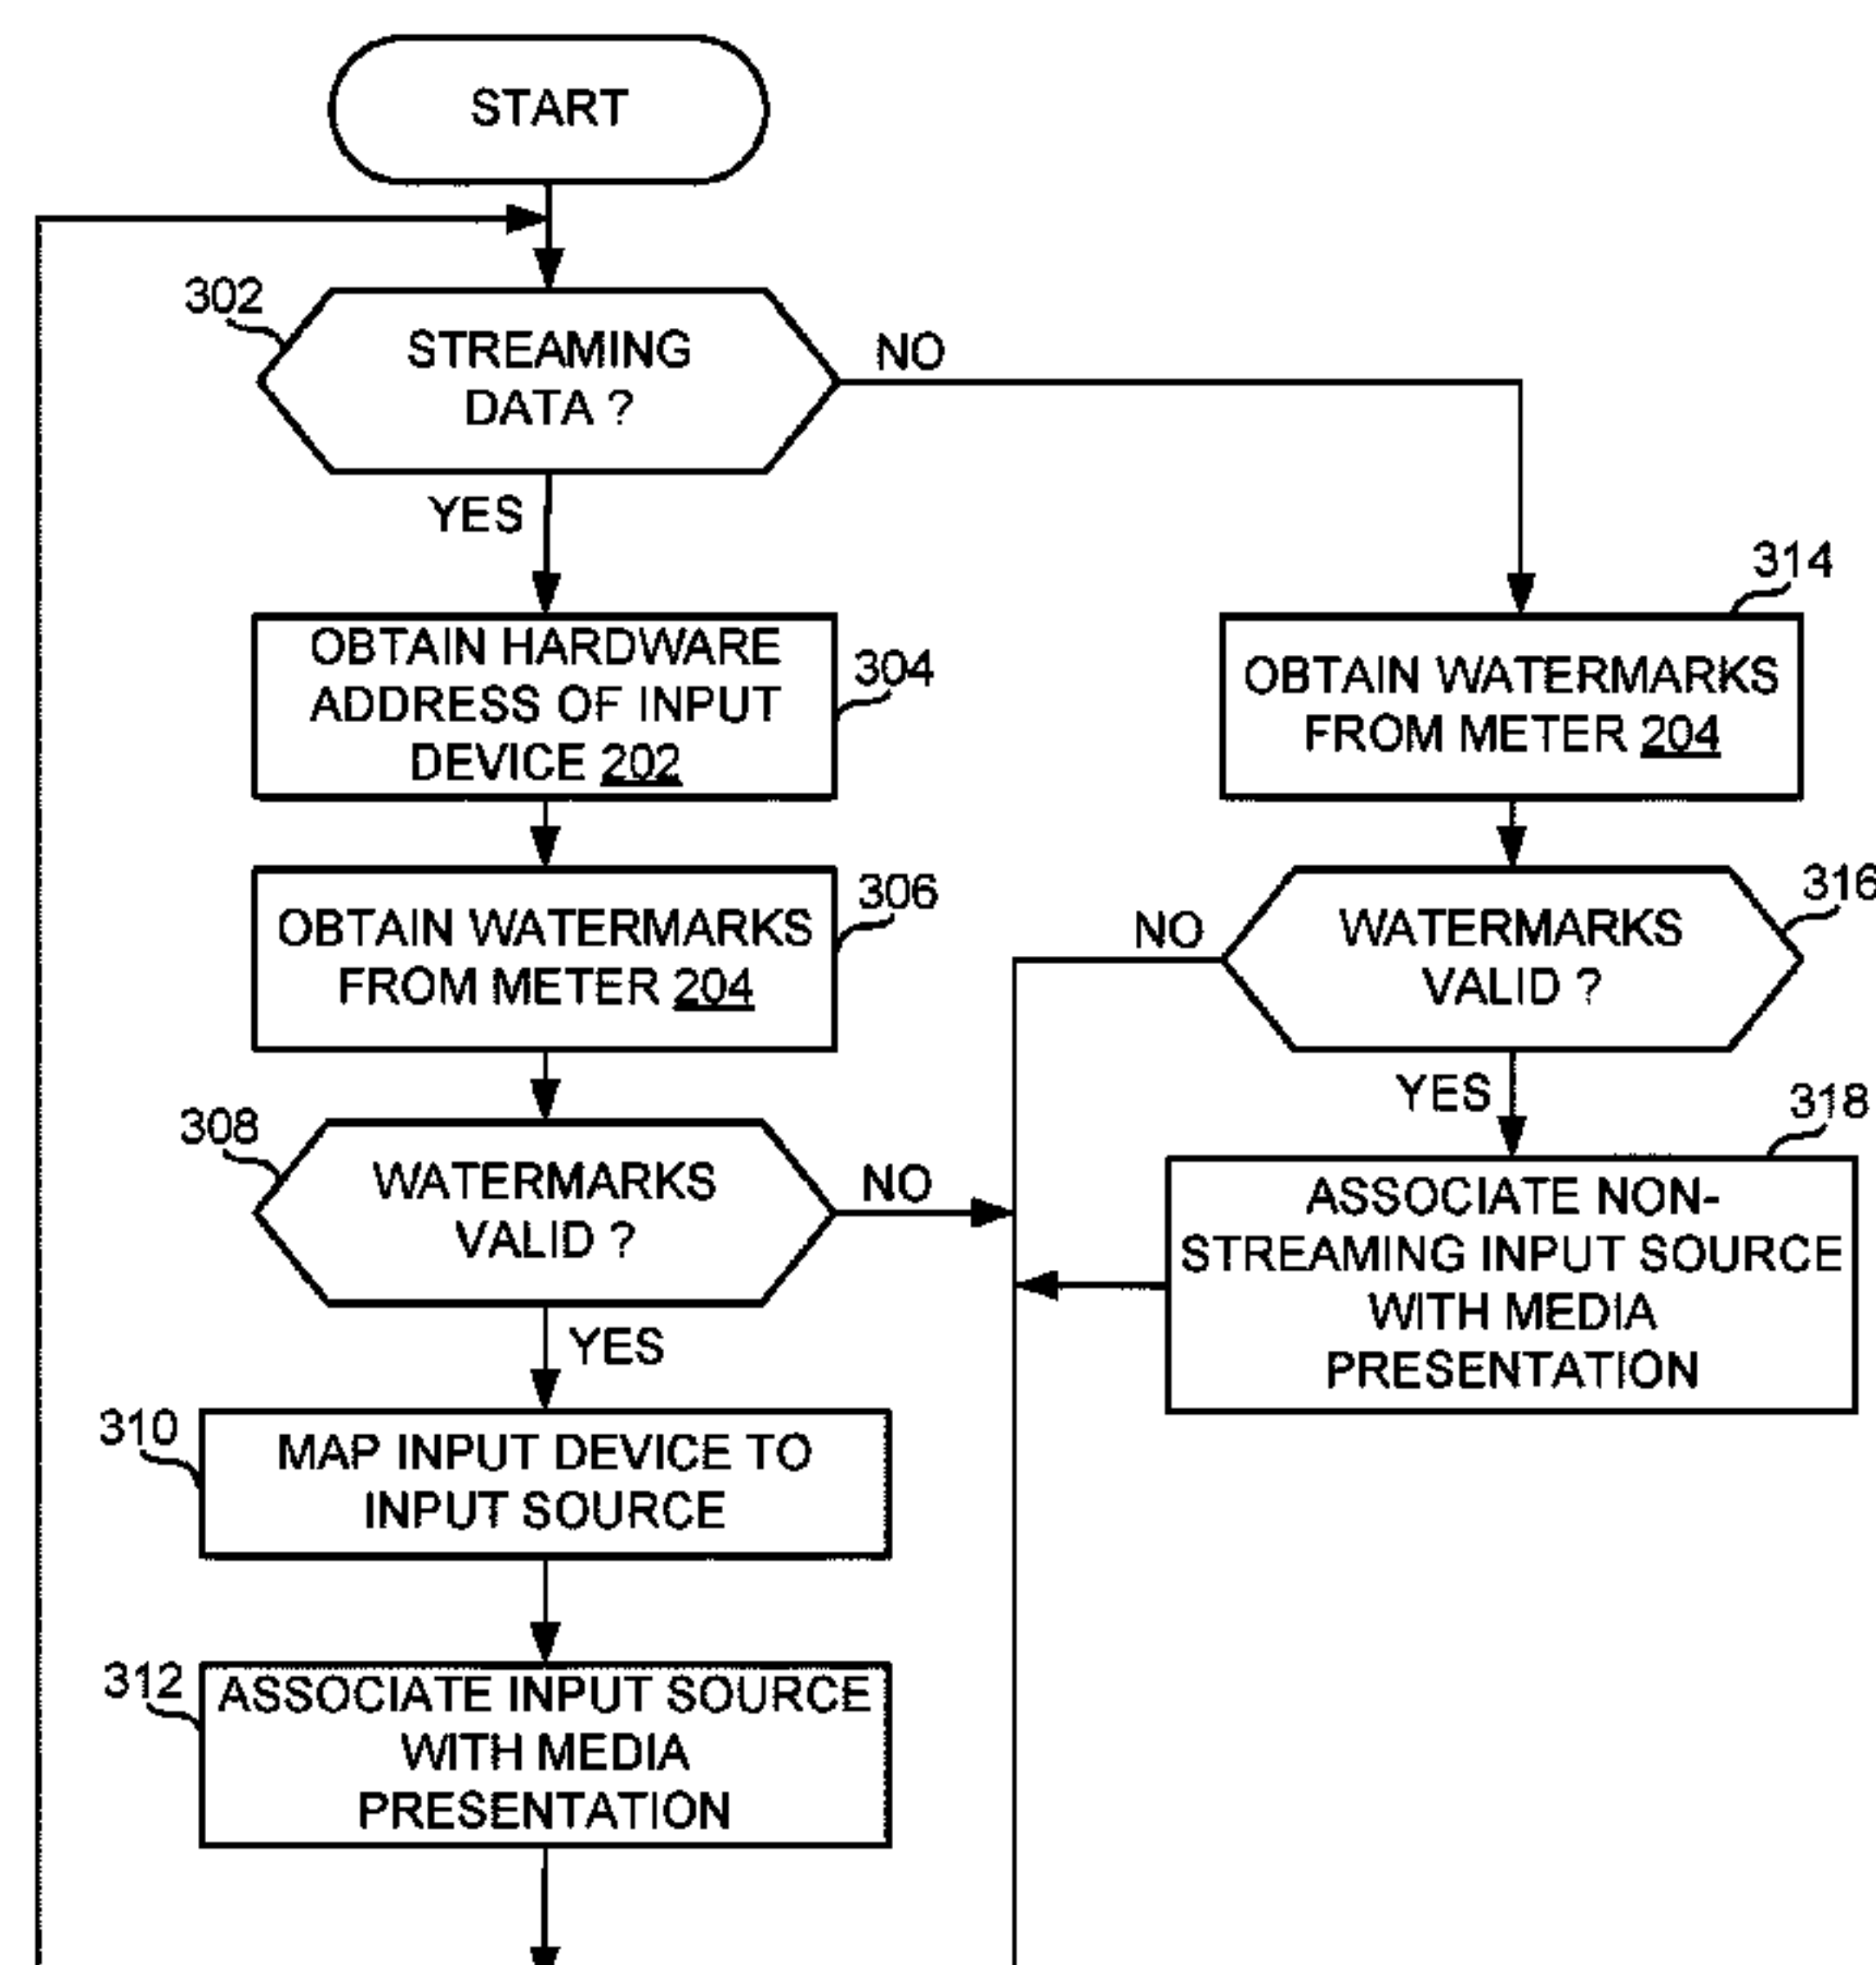 START
302
STREAMING
DATA ?
NO
YES
OBTAIN HARDWARE
ADDRESS OF INPUT
DEVICE 202
304
OBTAIN WATERMARKS
FROM METER 204
306
308
WATERMARKS
VALID ?
NO
YES
310
MAP INPUT DEVICE TO
INPUT SOURCE
312
ASSOCIATE INPUT SOURCE
WITH MEDIA
PRESENTATION
314
OBTAIN WATERMARKS
FROM METER 204
316
NO
WATERMARKS
VALID ?
YES
318
ASSOCIATE NON-
STREAMING INPUT SOURCE
WITH MEDIA
PRESENTATION